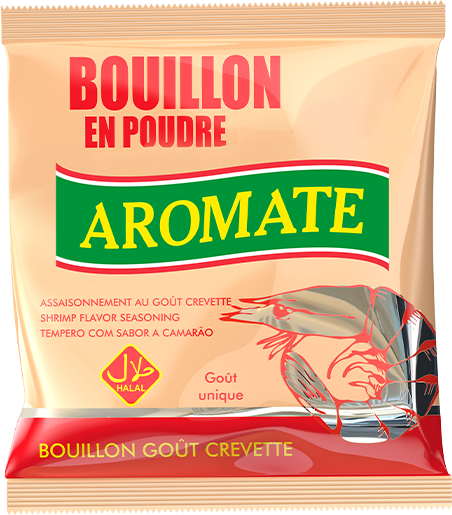 BOUILLON
EN POUDRE
AROMATE
ASSAISONNEMENT AU GOÛT CREVETTE
SHRIMP FLAVOR SEASONING
TEMPERO COM SABOR A CAMARÃO
حلال
HALAL
Goût
unique
BOUILLON GOÛT CREVETTE